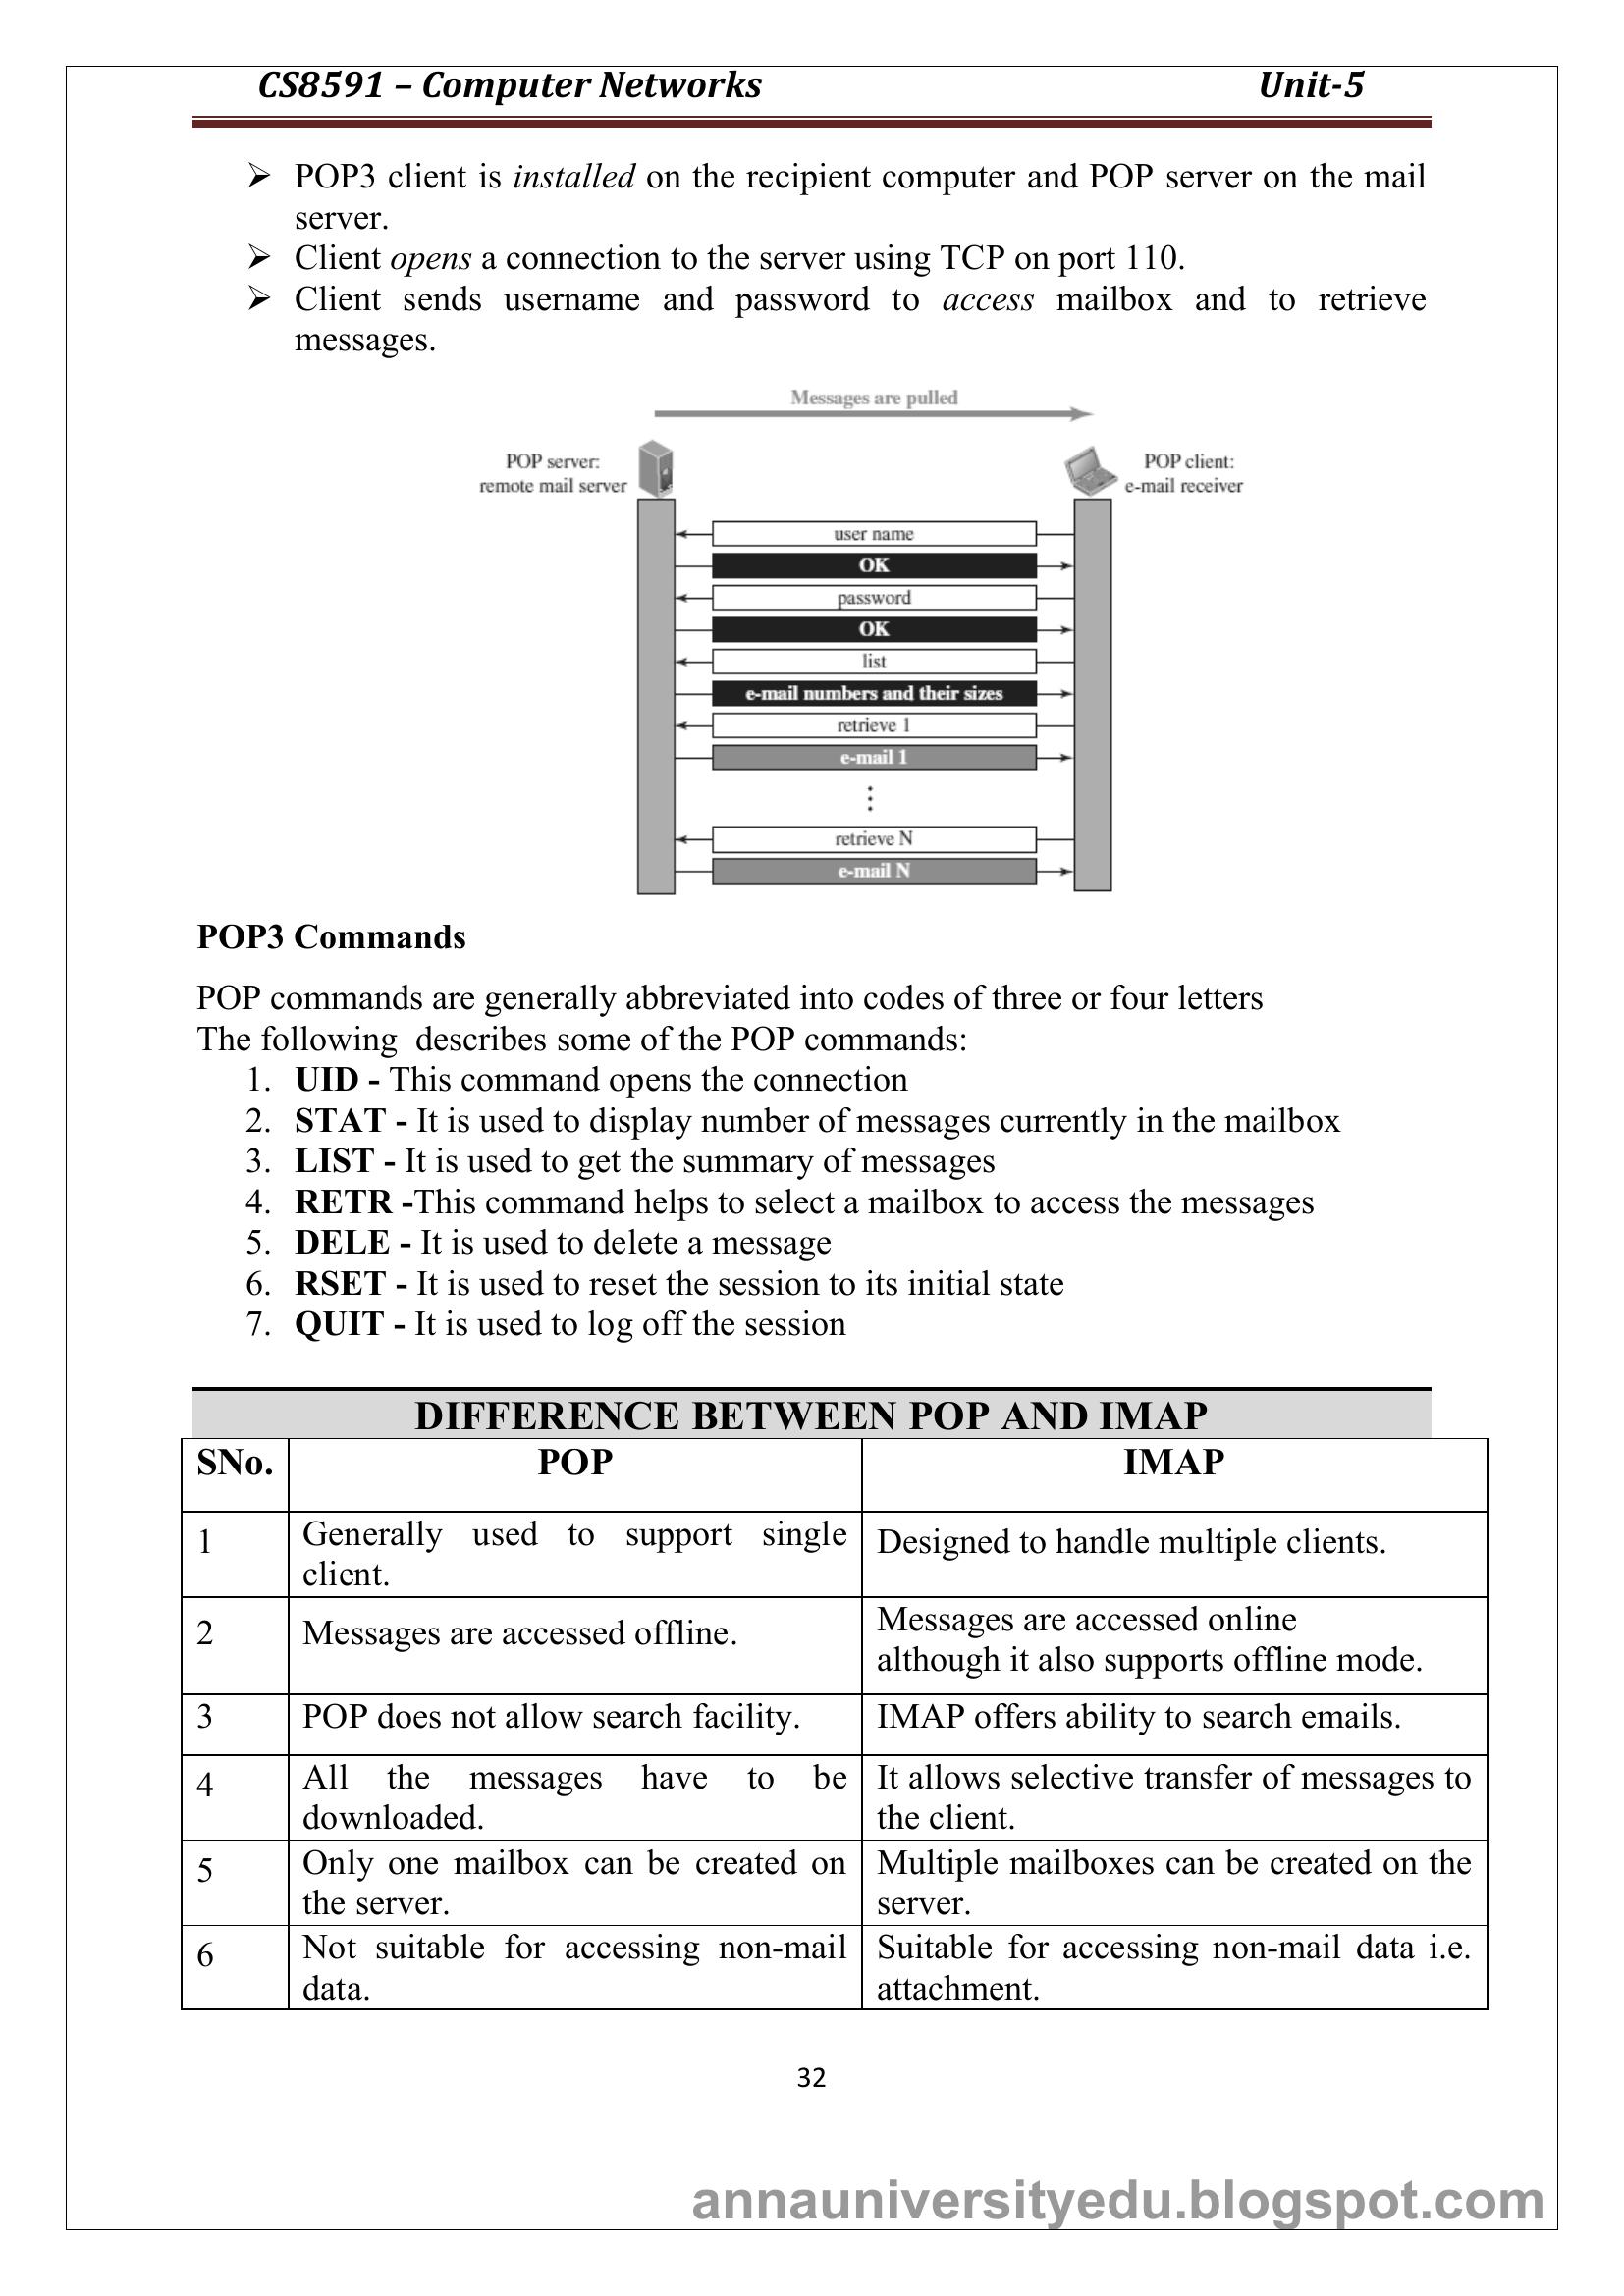 CS8591 – Computer Networks Unit-5
➢ POP3 client is installed on the recipient computer and POP server on the mail
server.
➢ Client opens a connection to the server using TCP on port 110.
➢ Client sends username and password to access mailbox and to retrieve
messages.
Messages are pulled
POP server:
remote mail server
POP client:
e-mail receiver
user name
OK
password
OK
list
e-mail numbers and their sizes
retrieve 1
e-mail 1
⋮
retrieve N
e-mail N
POP3 Commands
POP commands are generally abbreviated into codes of three or four letters
The following  describes some of the POP commands:
1. UID - This command opens the connection
2. STAT - It is used to display number of messages currently in the mailbox
3. LIST - It is used to get the summary of messages
4. RETR -This command helps to select a mailbox to access the messages
5. DELE - It is used to delete a message
6. RSET - It is used to reset the session to its initial state
7. QUIT - It is used to log off the session
DIFFERENCE BETWEEN POP AND IMAP
SNo. POP IMAP
1 Generally used to support single
client.
Designed to handle multiple clients.
2 Messages are accessed offline.
Messages are accessed online
although it also supports offline mode.
3 POP does not allow search facility. IMAP offers ability to search emails.
4 All the messages have to be
downloaded.
It allows selective transfer of messages to
the client.
5 Only one mailbox can be created on
the server.
Multiple mailboxes can be created on the
server.
6 Not suitable for accessing non-mail
data.
Suitable for accessing non-mail data i.e.
attachment.
32
annauniversityedu.blogspot.com